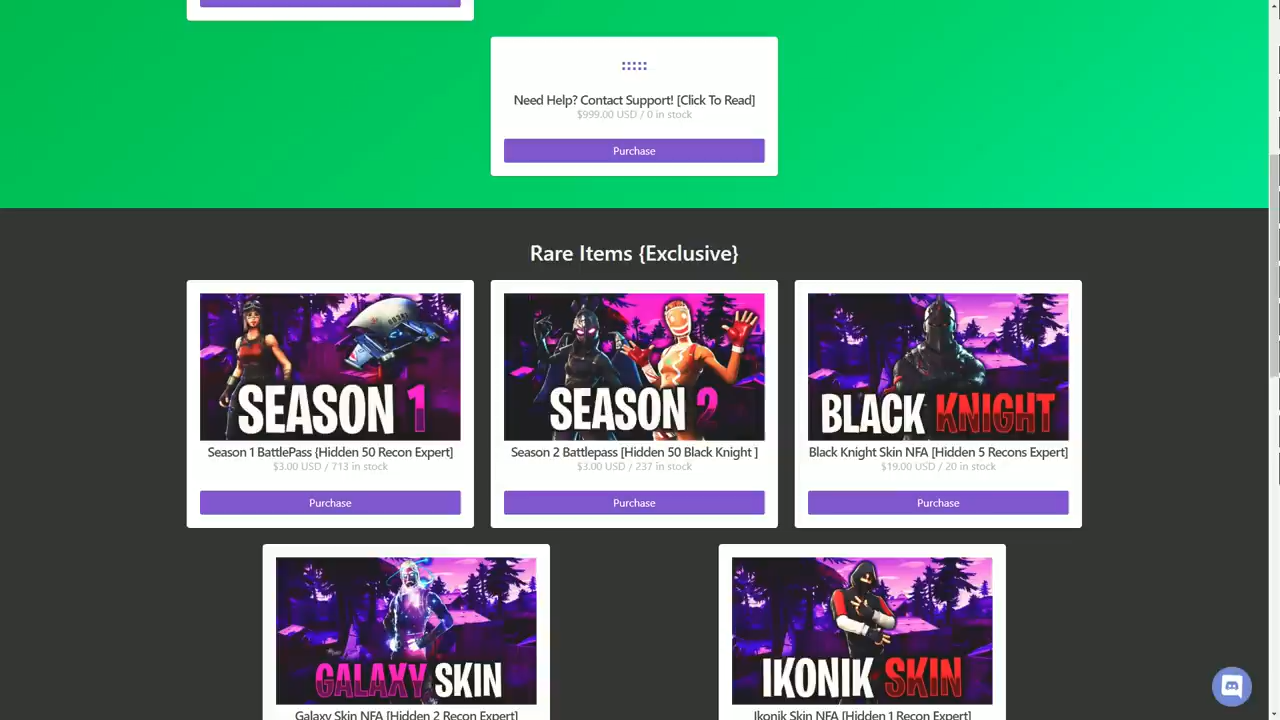 Need Help? Contact Support! [Click To Read]
$999.00 USD / 0 in stock
Purchase
Rare Items {Exclusive}
SEASON 1
Season 1 BattlePass {Hidden 50 Recon Expert]
$3.00 USD / 713 in stock
Purchase
SEASON 2
Season 2 Battlepass [Hidden 50 Black Knight ]
$3.00 USD / 237 in stock
Purchase
BLACK KNIGHT
Black Knight Skin NFA [Hidden 5 Recons Expert]
$19.00 USD / 20 in stock
Purchase
GALAXY SKIN
Galaxy Skin NFA [Hidden 2 Recon Expert]
IKONIK SKIN
Ikonik Skin NFA [Hidden 1 Recon Expert]